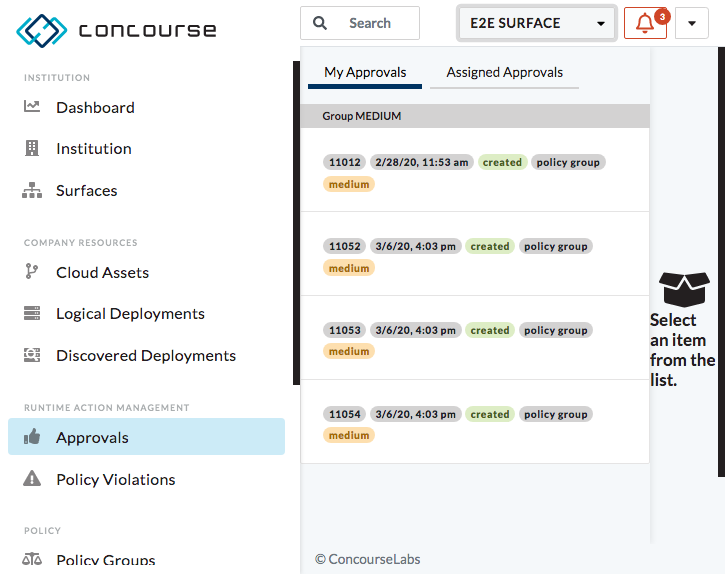 concourse
Search
E2E SURFACE
3
INSTITUTION
Dashboard
Institution
Surfaces
COMPANY RESOURCES
Cloud Assets
Logical Deployments
Discovered Deployments
RUNTIME ACTION MANAGEMENT
Approvals
Policy Violations
POLICY
Policy Groups
My Approvals Assigned Approvals
Group MEDIUM
11012 2/28/20, 11:53 am created policy group
medium
11052 3/6/20, 4:03 pm created policy group
medium
11053 3/6/20, 4:03 pm created policy group
medium
11054 3/6/20, 4:03 pm created policy group
medium
Select
an item
from the
list.
© ConcourseLabs